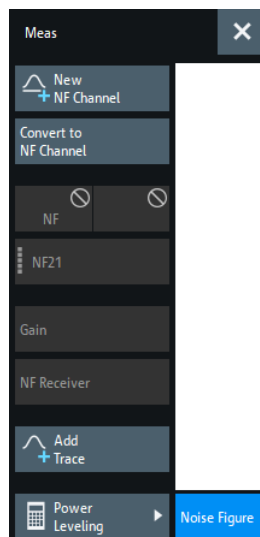 Meas
New
NF Channel
Convert to
NF Channel
NF
NF21
Gain
NF Receiver
Add
Trace
Power
Leveling
Noise Figure